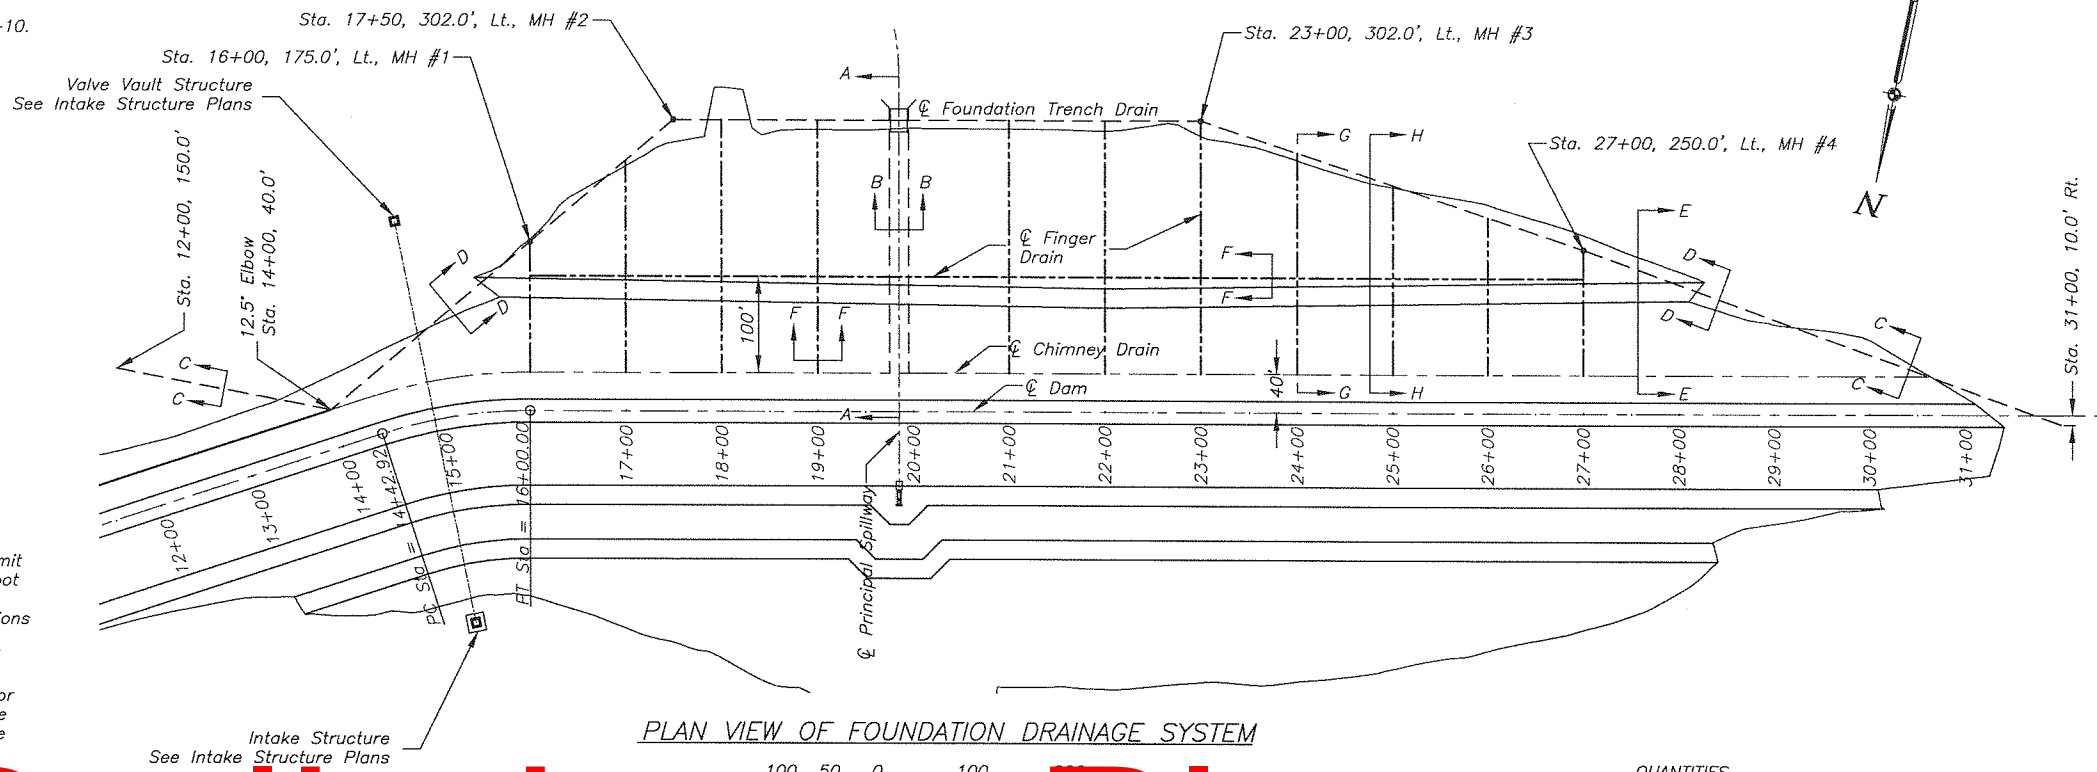 -10.
Sta. 17+50, 302.0', Lt., MH #2
Sta. 16+00, 175.0', Lt., MH #1
Valve Vault Structure
See Intake Structure Plans
Sta. 23+00, 302.0', Lt., MH #3
Sta. 27+00, 250.0', Lt., MH #4
A
℄ Foundation Trench Drain
G
H
N
Sta. 12+00, 150.0'
12.5° Elbow
Sta. 14+00, 40.0'
B
B
℄ Finger
Drain
E
D
D
F
F
D
D
F
F
100'
℄ Chimney Drain
C
C
C
C
40'
G
H
E
℄ Dam
A
Sta. 31+00, 10.0' Rt.
12+00
13+00
14+00
PC Sta = 14+42.92
15+00
PT Sta = 16+00.00
17+00
18+00
19+00
20+00
21+00
22+00
23+00
24+00
25+00
26+00
27+00
28+00
29+00
30+00
31+00
℄ Principal Spillway
mit
ot
ions
or
e
e
Intake Structure
See Intake Structure Plans
PLAN VIEW OF FOUNDATION DRAINAGE SYSTEM
100 50 0 100
QUANTITIES